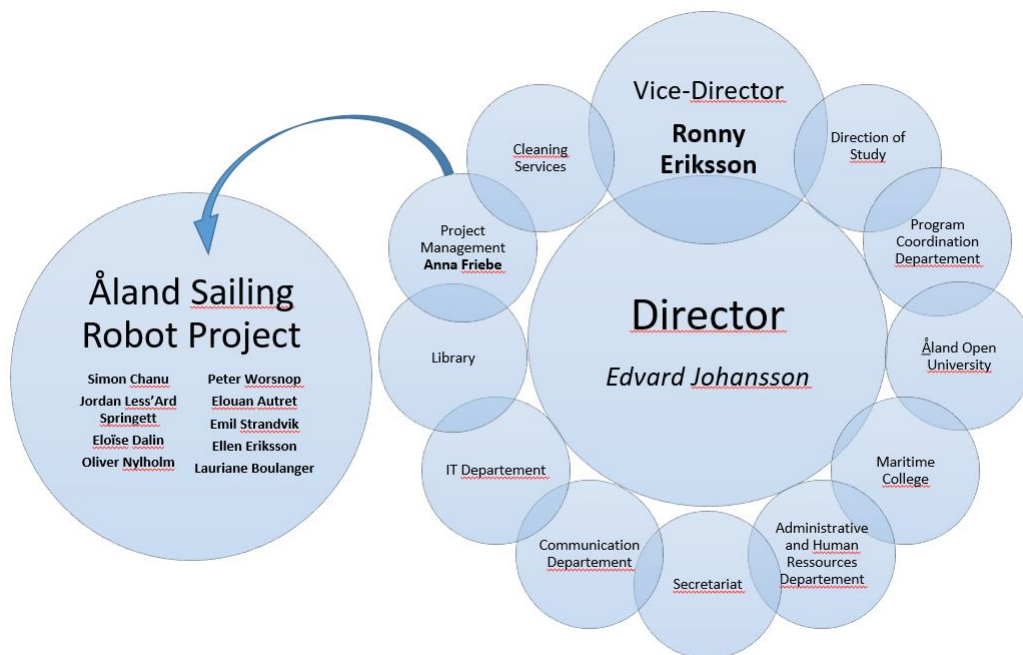 Vice-Director
Ronny
Eriksson
Cleaning
Services
Direction of
Study
Project
Management
Anna Friebe
Program
Coordination
Departement
Åland Sailing
Robot Project
Simon Chanu
Jordan Less'Ard
Springett
Eloïse Dalin
Oliver Nylholm
Peter Worsnop
Elouan Autret
Emil Strandvik
Ellen Eriksson
Lauriane Boulanger
Director
Edvard Johansson
Library
Åland Open
University
IT Departement
Maritime
College
Communication
Departement
Secretariat
Administrative
and Human
Ressources
Departement